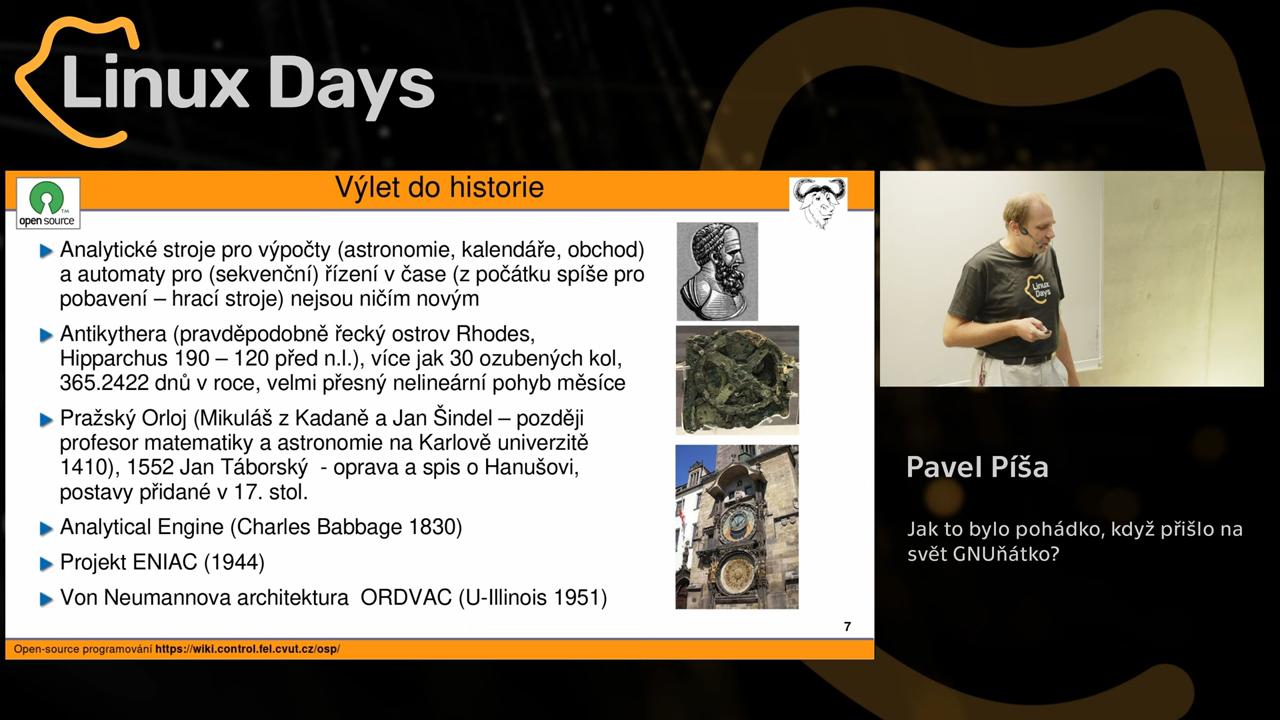 Linux Days
Výlet do historie
open source
TM
Analytické stroje pro výpočty (astronomie, kalendáře, obchod)
a automaty pro (sekvenční) řízení v čase (z počátku spíše pro
pobavení – hrací stroje) nejsou ničím novým
Antikythera (pravděpodobně řecký ostrov Rhodes,
Hipparchus 190 – 120 před n.l.), více jak 30 ozubených kol,
365.2422 dnů v roce, velmi přesný nelineární pohyb měsíce
Pražský Orloj (Mikuláš z Kadaně a Jan Šindel – později
profesor matematiky a astronomie na Karlově univerzitě
1410), 1552 Jan Táborský  - oprava a spis o Hanušovi,
postavy přidané v 17. stol.
Analytical Engine (Charles Babbage 1830)
Projekt ENIAC (1944)
Von Neumannova architektura  ORDVAC (U-Illinois 1951)
7
Open-source programování https://wiki.control.fel.cvut.cz/osp/
Linux
Days
Pavel Píša
Jak to bylo pohádko, když přišlo na
svět GNUňátko?